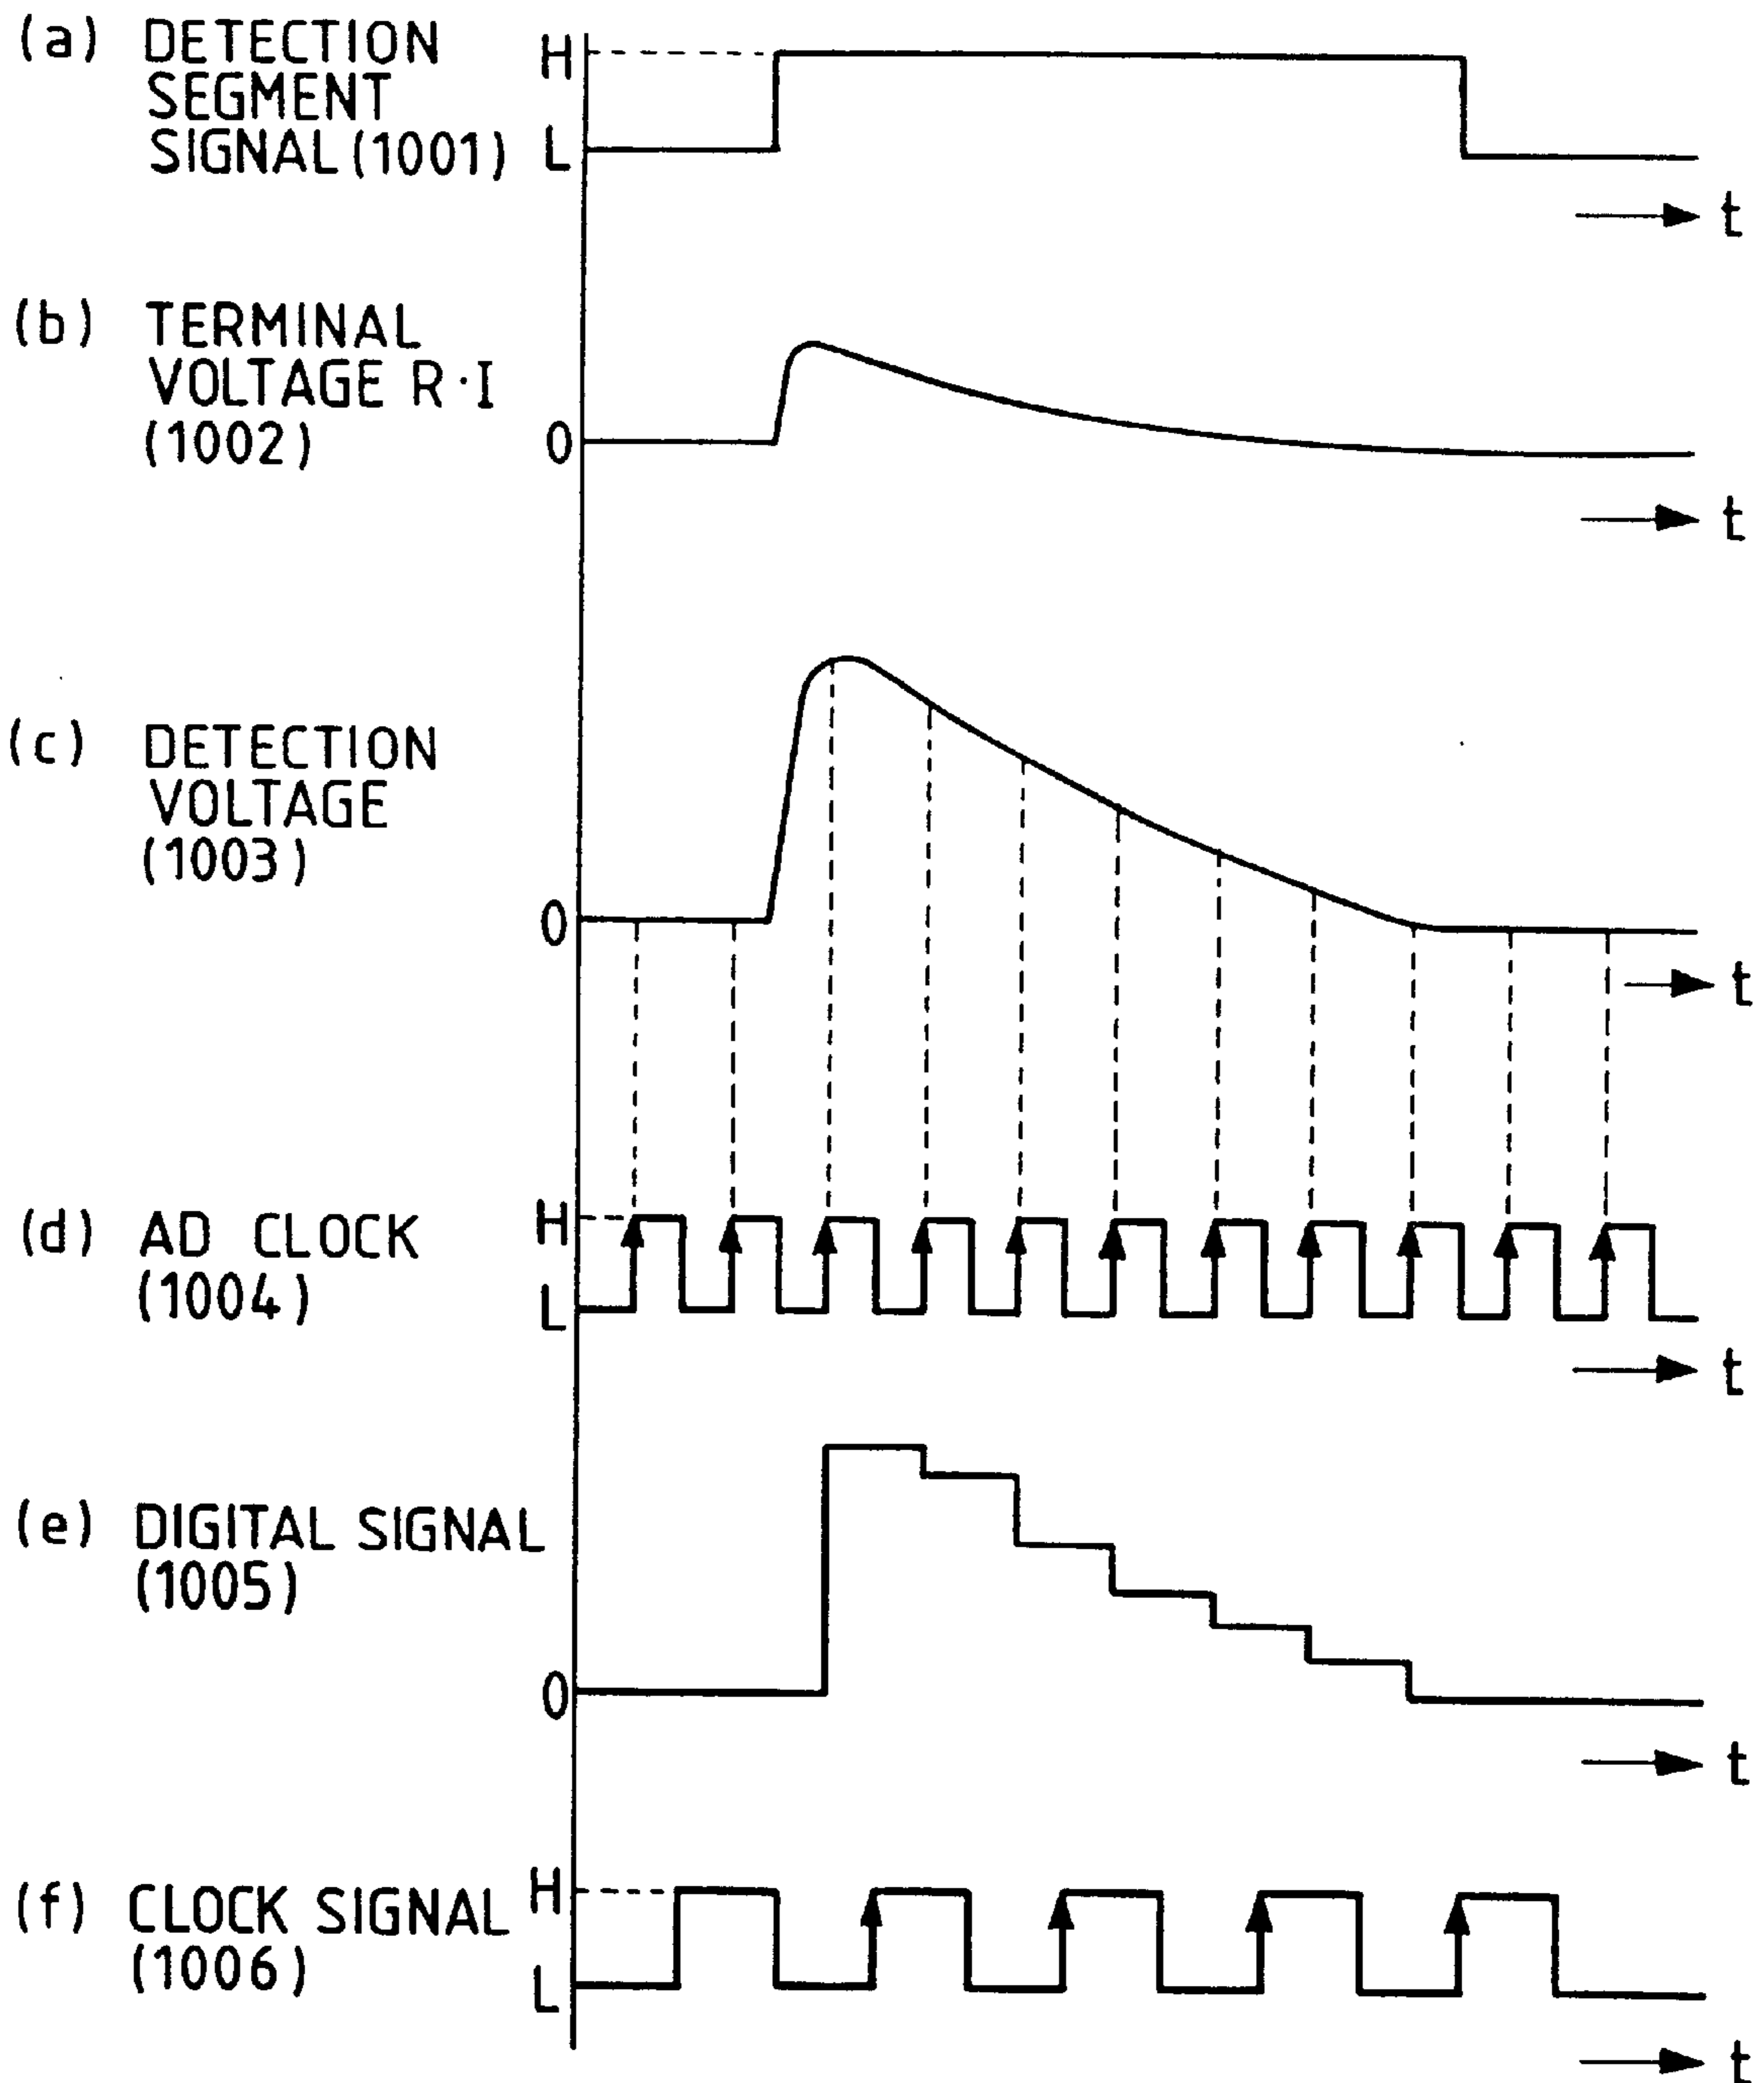 (a) DETECTION
SEGMENT
SIGNAL(1001)
H
L
t
(b) TERMINAL
VOLTAGE R·I
(1002)
0
t
(c) DETECTION
VOLTAGE
(1003)
0
t
(d) AD CLOCK
(1004)
H
L
t
(e) DIGITAL SIGNAL
(1005)
0
t
(f) CLOCK SIGNAL
(1006)
H
L
t